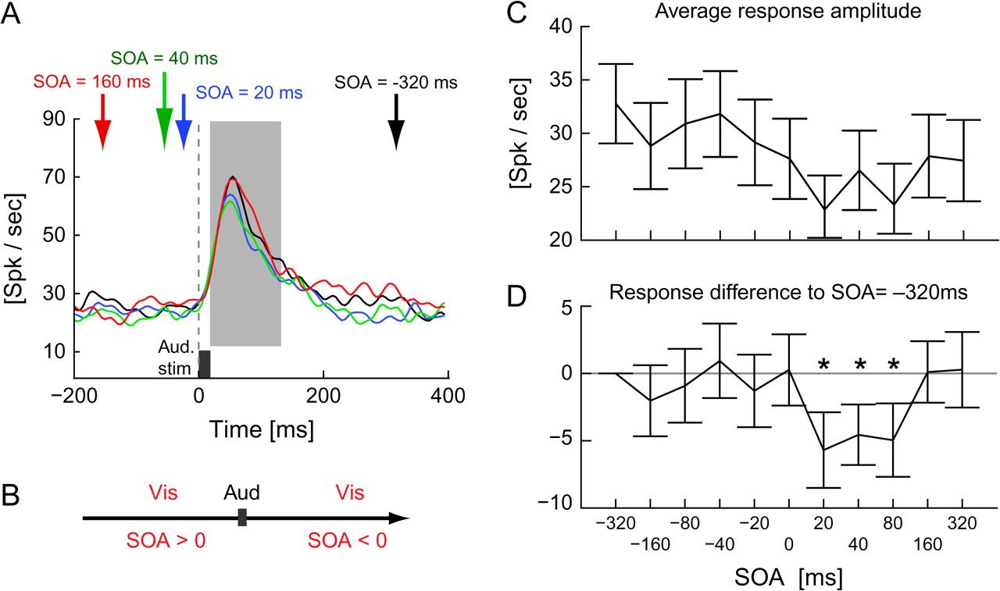 A
SOA = 40 ms
SOA = 160 ms
SOA = 20 ms
SOA = -320 ms
90
70
50
30
10
[Spk / sec]
Aud.
stim
−200
0
200
400
Time [ms]
B
Vis
Aud
Vis
SOA > 0
SOA < 0
C
Average response amplitude
40
35
30
25
20
[Spk / sec]
D
Response difference to SOA= –320ms
5
0
−5
−10
* * *
−320 −80 −20 20 80 320
−160 −40 0 40 160
SOA [ms]